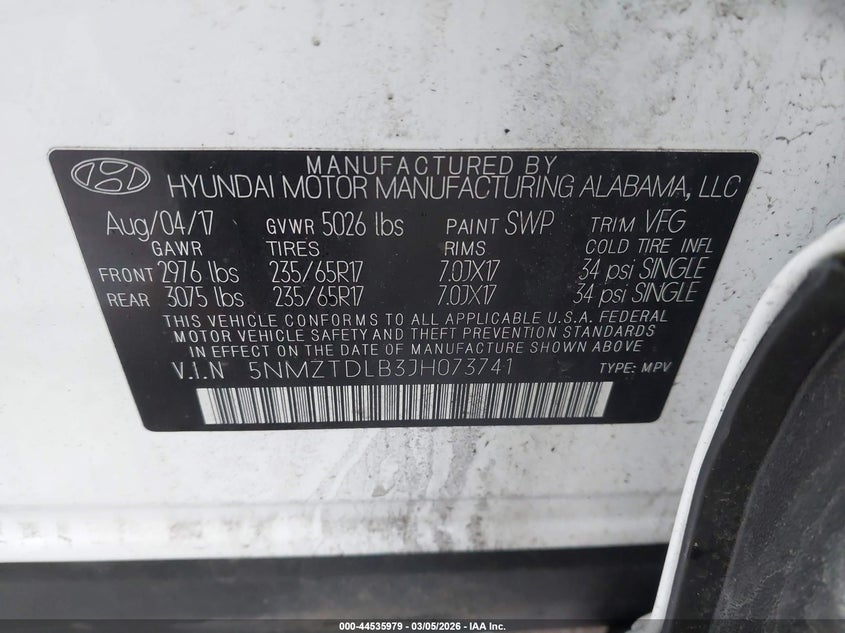 MANUFACTURED BY
HYUNDAI MOTOR MANUFACTURING ALABAMA, LLC
Aug/04/17 GVWR 5026 lbs PAINT SWP TRIM VFG
GAWR TIRES RIMS COLD TIRE INFL
FRONT 2976 lbs 235/65R17 7.0JX17 34 psi SINGLE
REAR 3075 lbs 235/65R17 7.0JX17 34 psi SINGLE
THIS VEHICLE CONFORMS TO ALL APPLICABLE U.S.A. FEDERAL
MOTOR VEHICLE SAFETY AND THEFT PREVENTION STANDARDS
IN EFFECT ON THE DATE OF MANUFACTURE SHOWN ABOVE
V.I.N 5NMZTDLB3JH073741 TYPE: MPV
000-44535979 - 03/05/2026 - IAA Inc.